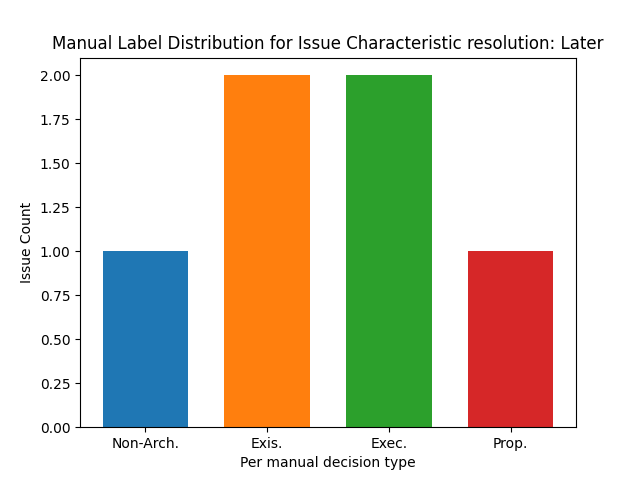 Manual Label Distribution for Issue Characteristic resolution: Later
2.00
1.75
1.50
1.25
1.00
0.75
0.50
0.25
0.00
Issue Count
Non-Arch. Exis. Exec. Prop.
Per manual decision type